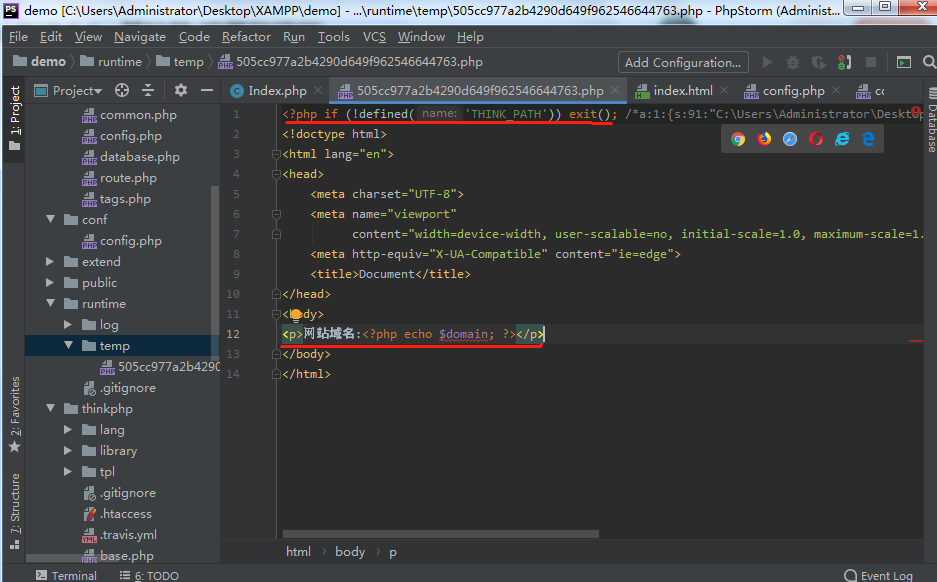 demo [C:\Users\Administrator\Desktop\XAMPP\demo] - ...\runtime\temp\505cc977a2b4290d649f962546644763.php - PhpStorm (Administ...
File Edit View Navigate Code Refactor Run Tools VCS Window Help
demo runtime temp 505cc977a2b4290d649f962546644763.php Add Configuration...
1: Project
Project
Index.php 505cc977a2b4290d649f962546644763.php index.html config.php cc
common.php
config.php
database.php
route.php
tags.php
conf
config.php
extend
public
runtime
log
temp
505cc977a2b4290
.gitignore
thinkphp
lang
library
tpl
.gitignore
.htaccess
.travis.yml
base.php
1 <?php if (!defined( name: 'THINK_PATH')) exit(); /*a:1:{s:91:"C:\Users\Administrator\Desktop
2 <!doctype html>
3 <html lang="en">
4 <head>
5 <meta charset="UTF-8">
6 <meta name="viewport"
7 content="width=device-width, user-scalable=no, initial-scale=1.0, maximum-scale=1.
8 <meta http-equiv="X-UA-Compatible" content="ie=edge">
9 <title>Document</title>
10 </head>
11 <body>
12 <p>网站域名:<?php echo $domain; ?></p>
13 </body>
14 </html>
html body p
Database
2: Favorites
7: Structure
Terminal 6: TODO Event Log